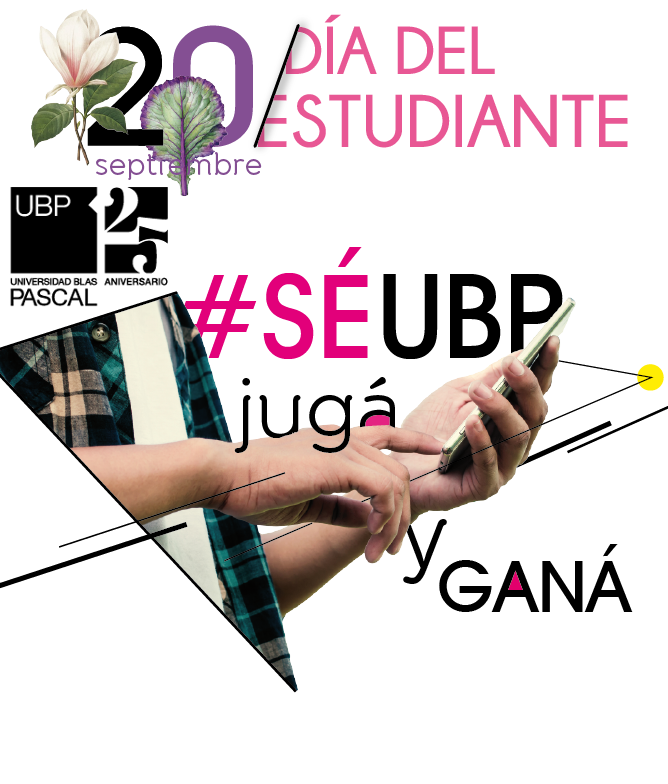 20/ DÍA DEL
ESTUDIANTE
septiembre
UBP 25
UNIVERSIDAD BLAS ANIVERSARIO
PASCAL
#SÉUBP
jugá
y
GANÁ